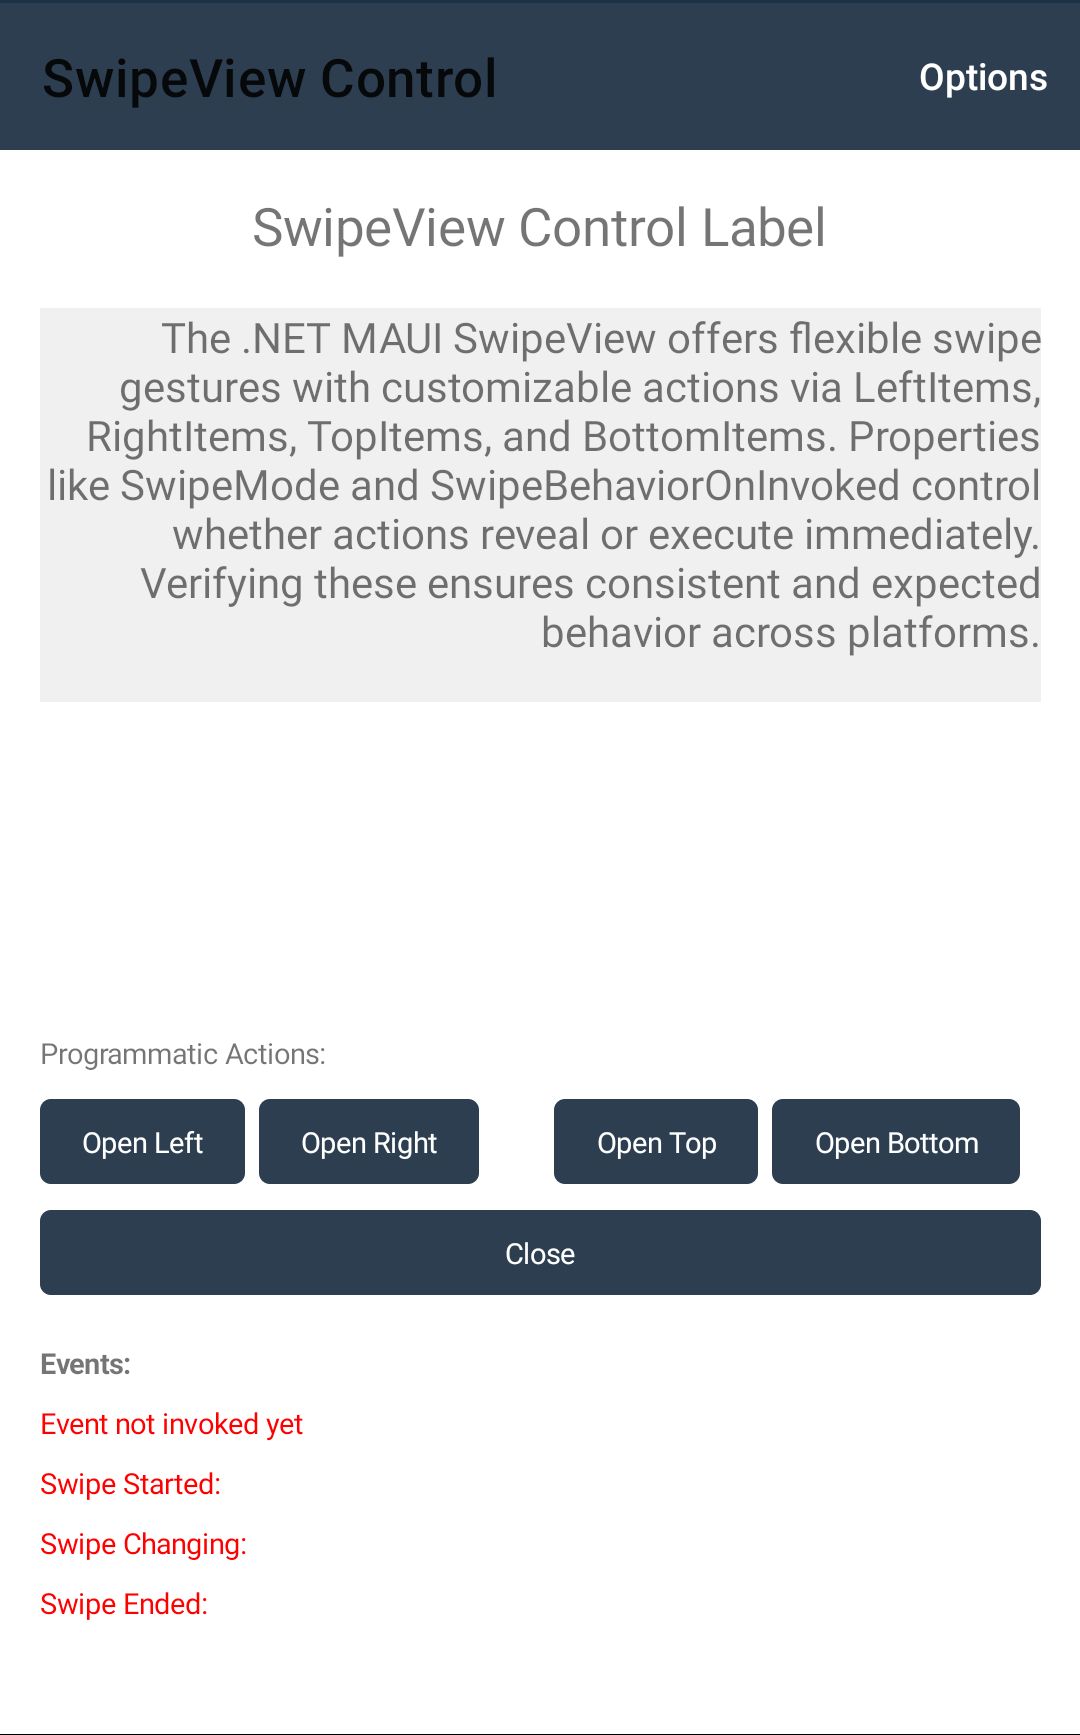 SwipeView Control
Options
SwipeView Control Label
The .NET MAUI SwipeView offers flexible swipe
gestures with customizable actions via LeftItems,
RightItems, TopItems, and BottomItems. Properties
like SwipeMode and SwipeBehaviorOnInvoked control
whether actions reveal or execute immediately.
Verifying these ensures consistent and expected
behavior across platforms.
Programmatic Actions:
Open Left
Open Right
Open Top
Open Bottom
Close
Events:
Event not invoked yet
Swipe Started:
Swipe Changing:
Swipe Ended: